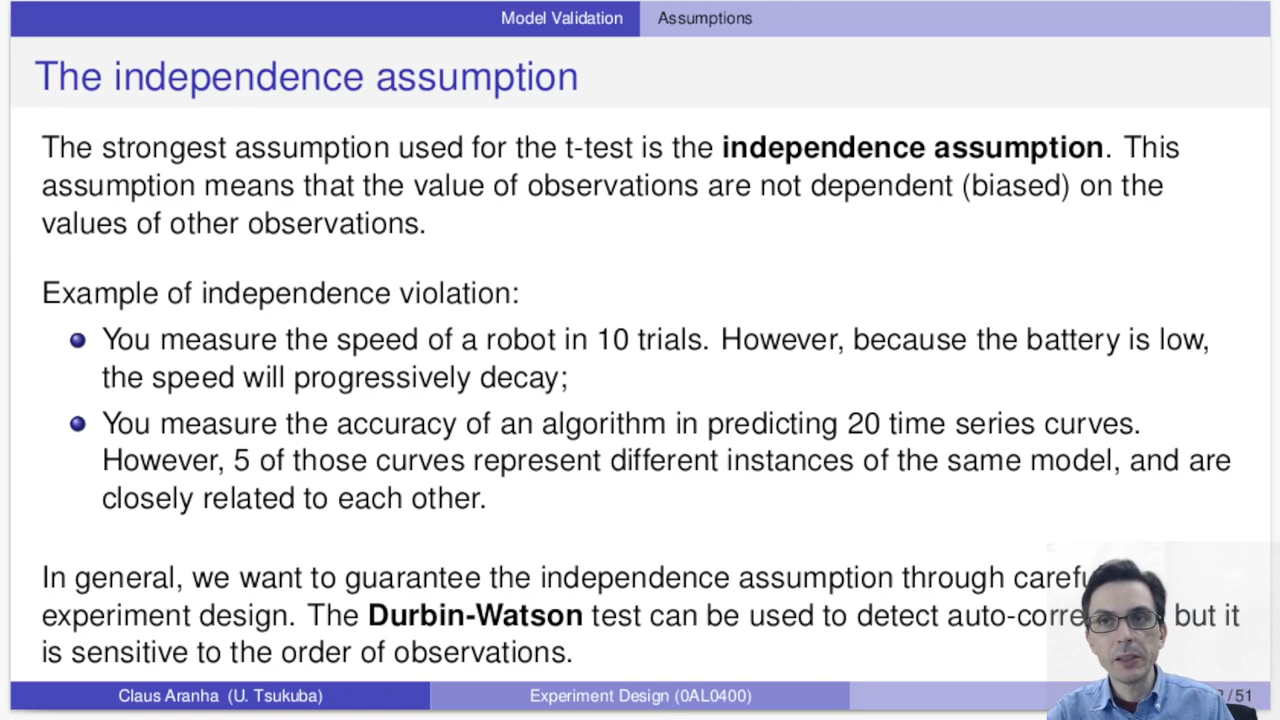 Model Validation Assumptions
The independence assumption
The strongest assumption used for the t-test is the independence assumption. This
assumption means that the value of observations are not dependent (biased) on the
values of other observations.
Example of independence violation:
You measure the speed of a robot in 10 trials. However, because the battery is low,
the speed will progressively decay;
You measure the accuracy of an algorithm in predicting 20 time series curves.
However, 5 of those curves represent different instances of the same model, and are
closely related to each other.
In general, we want to guarantee the independence assumption through
experiment design. The Durbin-Watson test can be used to detect but it
is sensitive to the order of observations.
Claus Aranha (U. Tsukuba) Experiment Design (0AL0400) / 51